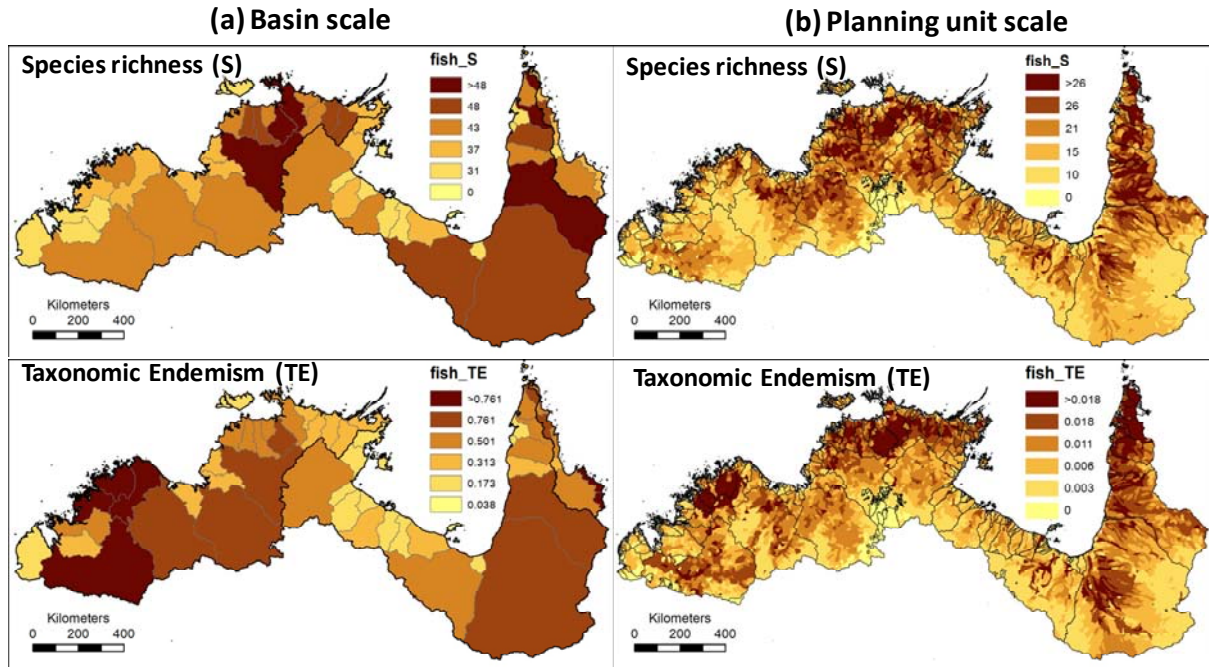 (a) Basin scale
(b) Planning unit scale
Species richness (S)
fish_S
>48
48
43
37
31
0
Kilometers
0 200 400
Species richness (S)
fish_S
>26
26
21
15
10
0
Kilometers
0 200 400
Taxonomic Endemism (TE)
fish_TE
>0.761
0.761
0.501
0.313
0.173
0.038
Kilometers
0 200 400
Taxonomic Endemism (TE)
fish_TE
>0.018
0.018
0.011
0.006
0.003
0
Kilometers
0 200 400